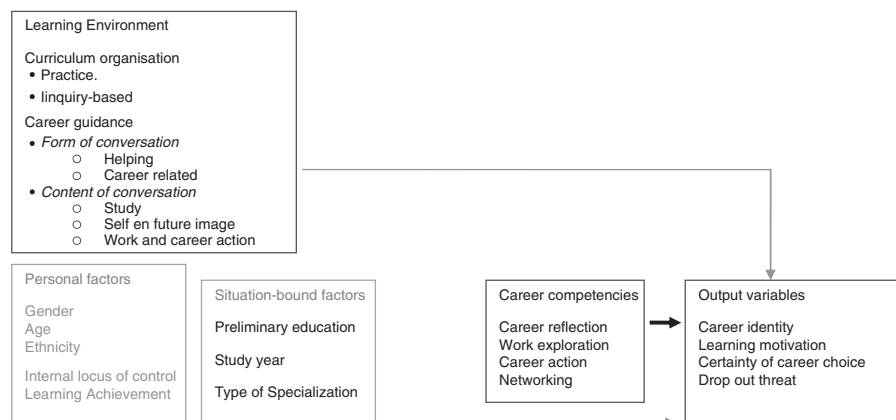 Learning Environment
Curriculum organisation
• Practice.
• Iinquiry-based
Career guidance
• Form of conversation
○ Helping
○ Career related
• Content of conversation
○ Study
○ Self en future image
○ Work and career action
Personal factors
Gender
Age
Ethnicity
Internal locus of control
Learning Achievement
Situation-bound factors
Preliminary education
Study year
Type of Specialization
Career competencies
Career reflection
Work exploration
Career action
Networking
Output variables
Career identity
Learning motivation
Certainty of career choice
Drop out threat